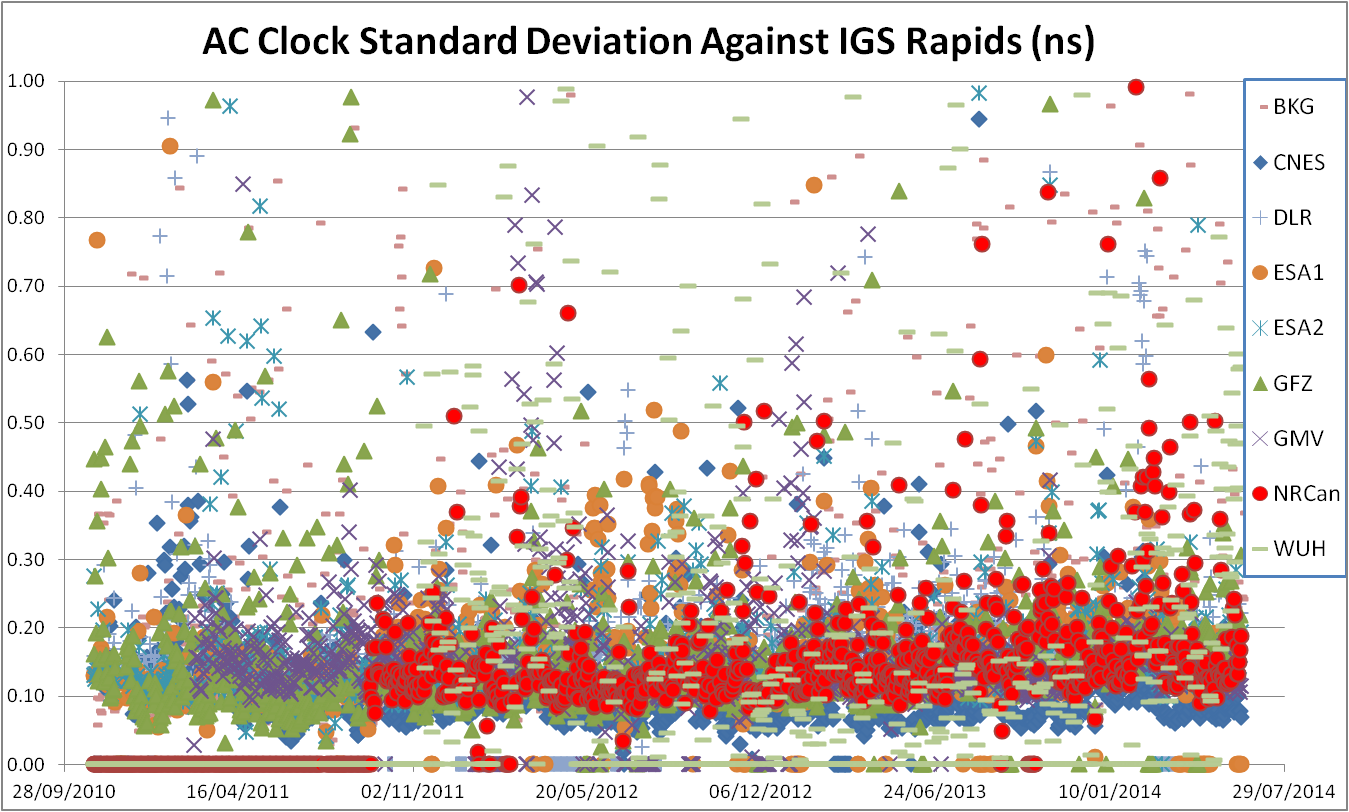 AC Clock Standard Deviation Against IGS Rapids (ns)
1.00
0.90
0.80
0.70
0.60
0.50
0.40
0.30
0.20
0.10
0.00
28/09/2010 16/04/2011 02/11/2011 20/05/2012 06/12/2012 24/06/2013 10/01/2014 29/07/2014
BKG
CNES
DLR
ESA1
ESA2
GFZ
GMV
NRCan
WUH